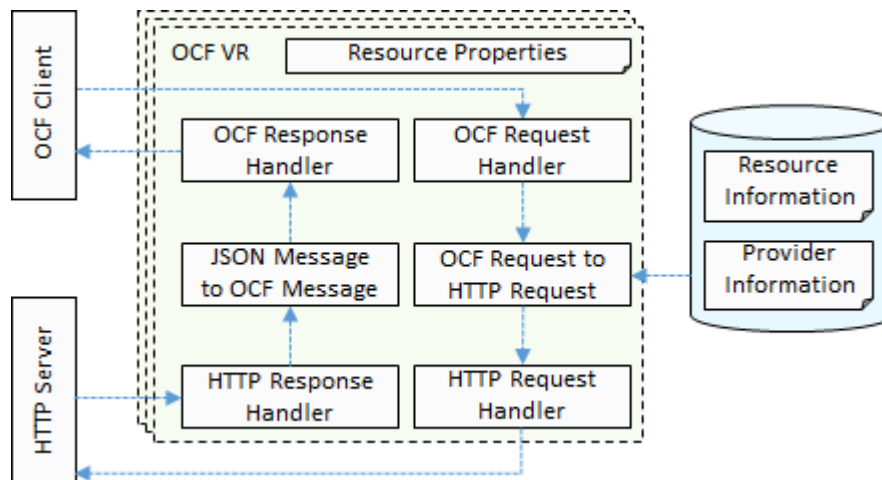 OCF Client
OCF VR
Resource Properties
OCF Response
Handler
OCF Request
Handler
Resource
Information
JSON Message
to OCF Message
OCF Request to
HTTP Request
Provider
Information
HTTP Server
HTTP Response
Handler
HTTP Request
Handler